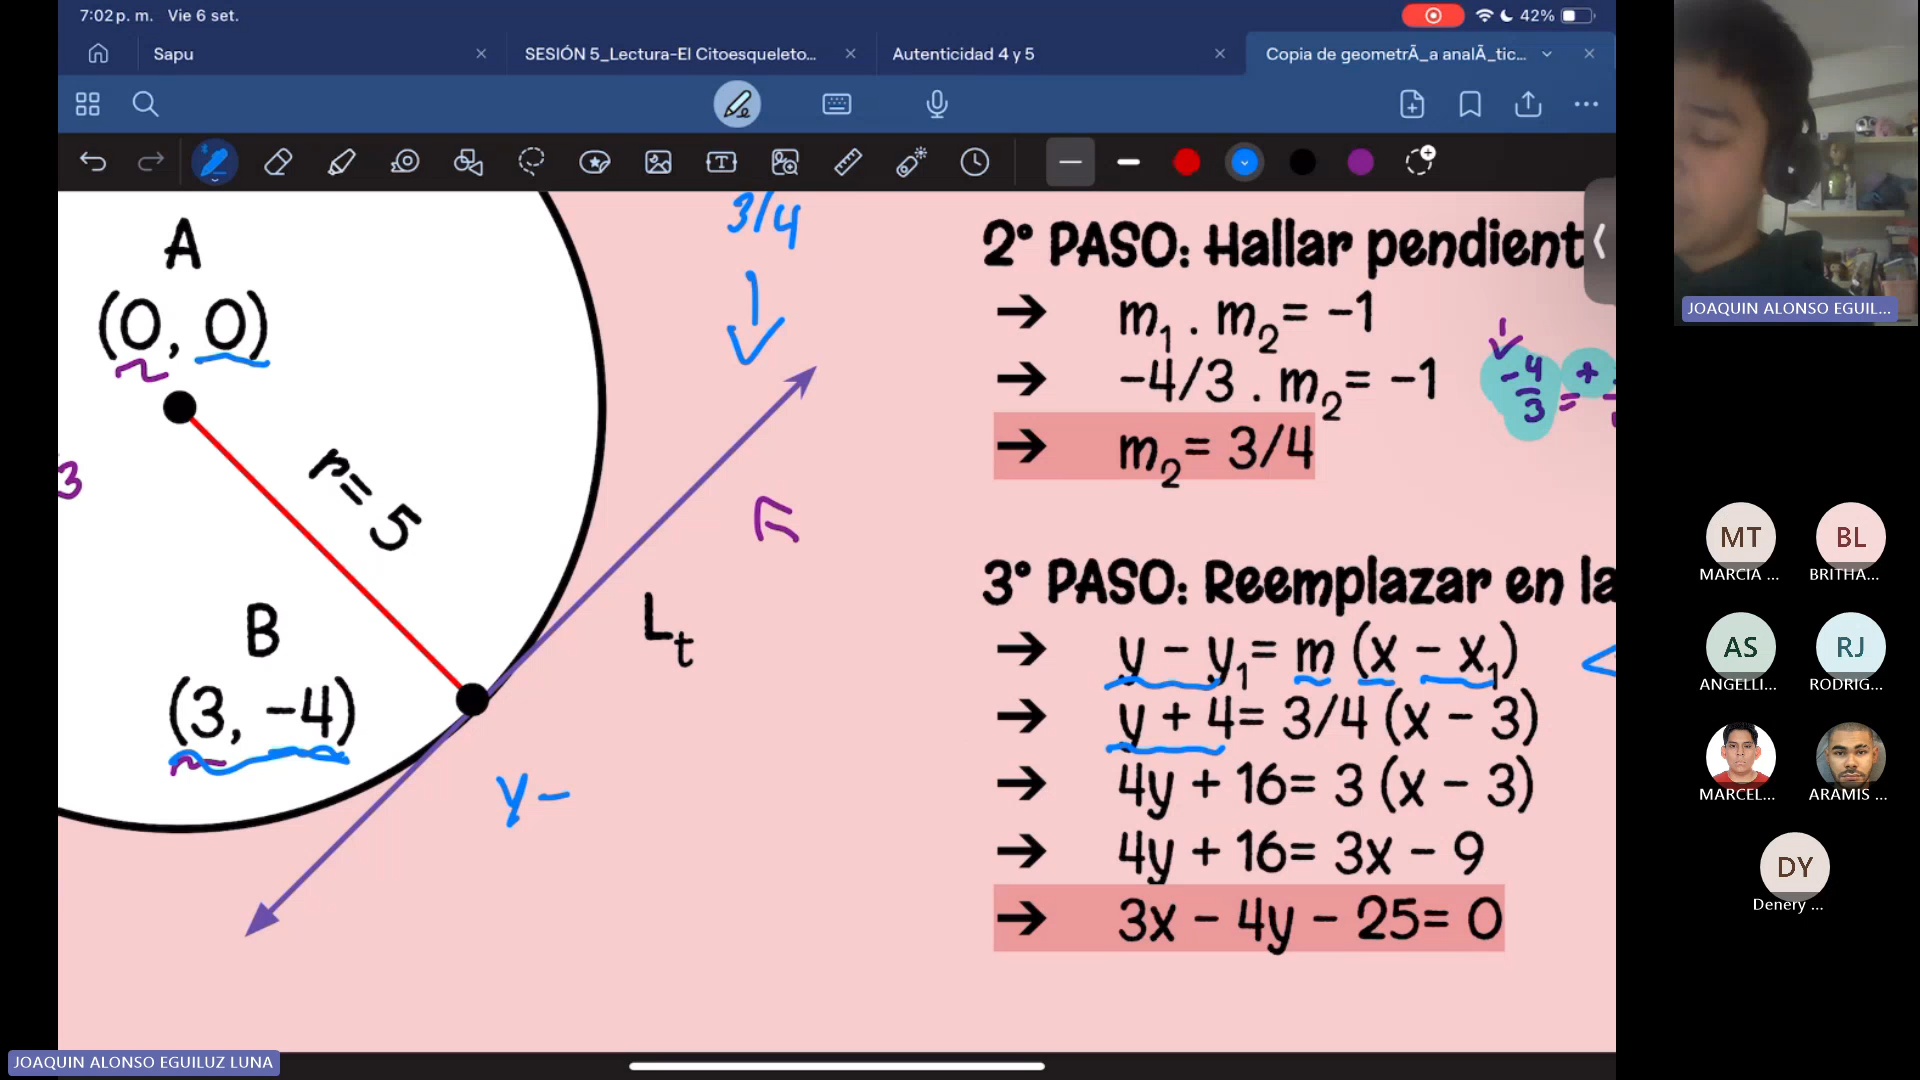 7:02 p. m. Vie 6 set.
42%
Sapu
SESIÓN 5_Lectura-El Citoesqueleto...
Autenticidad 4 y 5
Copia de geometrÃ_a analÃ_tic...
A
(0, 0)
r= 5
B
(3, -4)
3
3/4
L
t
y -
2° PASO: Hallar pendient
→ m1 . m2= -1
→ -4/3 . m2= -1
→ m2= 3/4
-4/3 +
3° PASO: Reemplazar en la
→ y - y1= m (x - x1)
→ y + 4= 3/4 (x - 3)
→ 4y + 16= 3 (x - 3)
→ 4y + 16= 3x - 9
→ 3x - 4y - 25= 0
JOAQUIN ALONSO EGUIL...
MT
BL
MARCIA ...
BRITHA...
AS
RJ
ANGELLI...
RODRIG...
MARCEL...
ARAMIS ...
DY
Denery ...
JOAQUIN ALONSO EGUILUZ LUNA